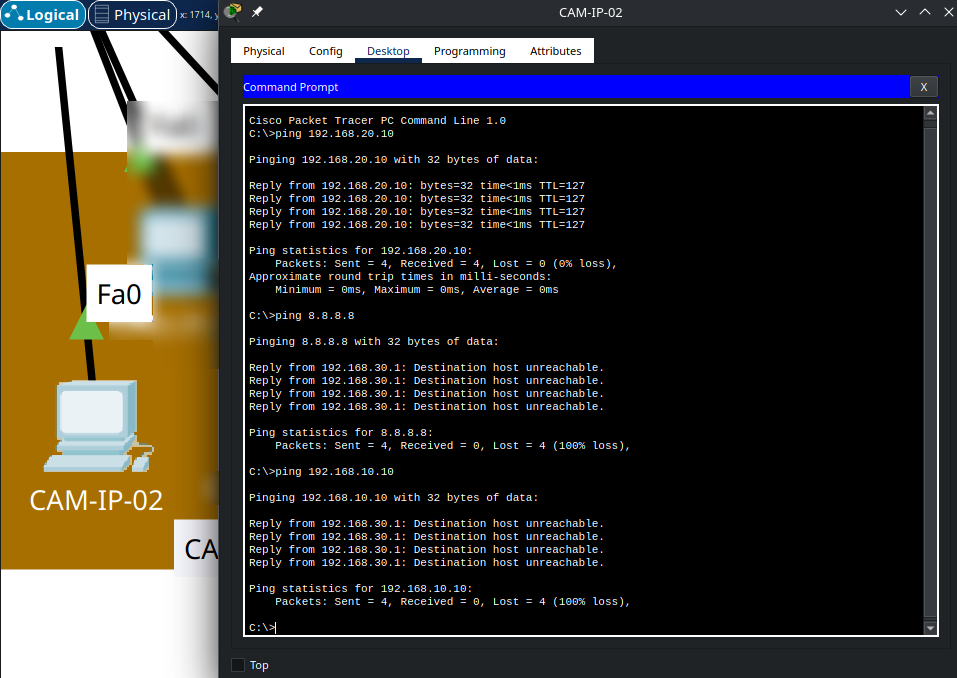 Logical
Physical
x: 1714, y
CAM-IP-02
Physical
Config
Desktop
Programming
Attributes
Command Prompt
X
Cisco Packet Tracer PC Command Line 1.0
C:\>ping 192.168.20.10
Pinging 192.168.20.10 with 32 bytes of data:
Reply from 192.168.20.10: bytes=32 time<1ms TTL=127
Reply from 192.168.20.10: bytes=32 time<1ms TTL=127
Reply from 192.168.20.10: bytes=32 time<1ms TTL=127
Reply from 192.168.20.10: bytes=32 time<1ms TTL=127
Ping statistics for 192.168.20.10:
Packets: Sent = 4, Received = 4, Lost = 0 (0% loss),
Approximate round trip times in milli-seconds:
Minimum = 0ms, Maximum = 0ms, Average = 0ms
C:\>ping 8.8.8.8
Pinging 8.8.8.8 with 32 bytes of data:
Reply from 192.168.30.1: Destination host unreachable.
Reply from 192.168.30.1: Destination host unreachable.
Reply from 192.168.30.1: Destination host unreachable.
Reply from 192.168.30.1: Destination host unreachable.
Ping statistics for 8.8.8.8:
Packets: Sent = 4, Received = 0, Lost = 4 (100% loss),
C:\>ping 192.168.10.10
Pinging 192.168.10.10 with 32 bytes of data:
Reply from 192.168.30.1: Destination host unreachable.
Reply from 192.168.30.1: Destination host unreachable.
Reply from 192.168.30.1: Destination host unreachable.
Reply from 192.168.30.1: Destination host unreachable.
Ping statistics for 192.168.10.10:
Packets: Sent = 4, Received = 0, Lost = 4 (100% loss),
C:\>
Top
Fa0
CAM-IP-02
CA